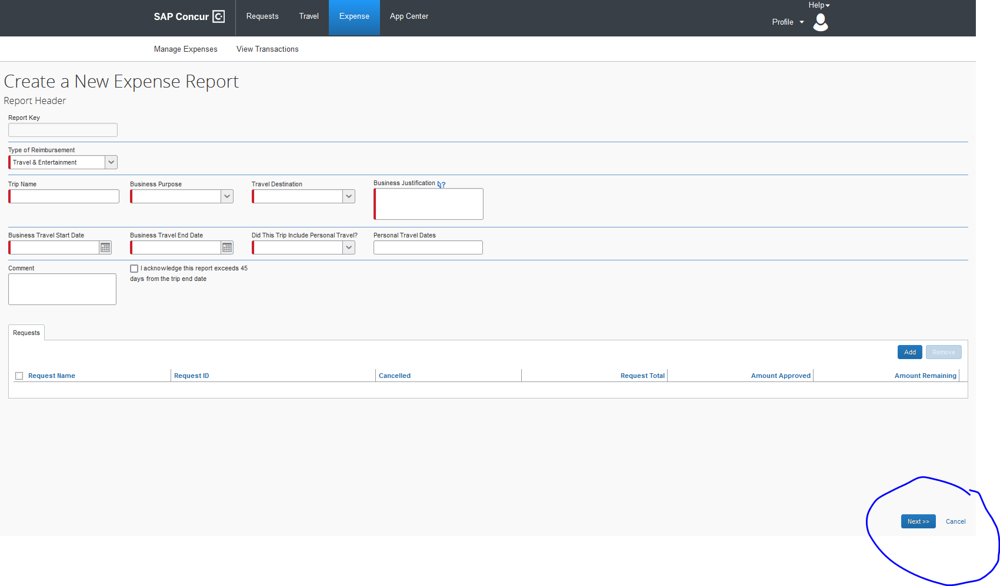 Help
SAP Concur C. Requests Travel Expense App Center
Profile
Manage Expenses View Transactions
Create a New Expense Report
Report Header
Report Key
Type of Reimbursement
Travel & Entertainment
Trip Name Business Purpose Travel Destination Business Justification ?
Business Travel Start Date Business Travel End Date Did This Trip Include Personal Travel? Personal Travel Dates
Comment I acknowledge this report exceeds 45
days from the trip end date
Requests
Add Remove
Request Name Request ID Cancelled Request Total Amount Approved Amount Remaining
Next >> Cancel